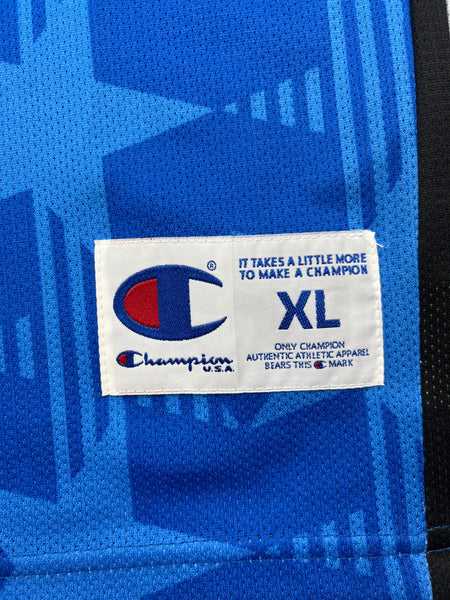 ®
Champion
U.S.A.
IT TAKES A LITTLE MORE
TO MAKE A CHAMPION
XL
ONLY CHAMPION
AUTHENTIC ATHLETIC APPAREL
BEARS THIS C MARK